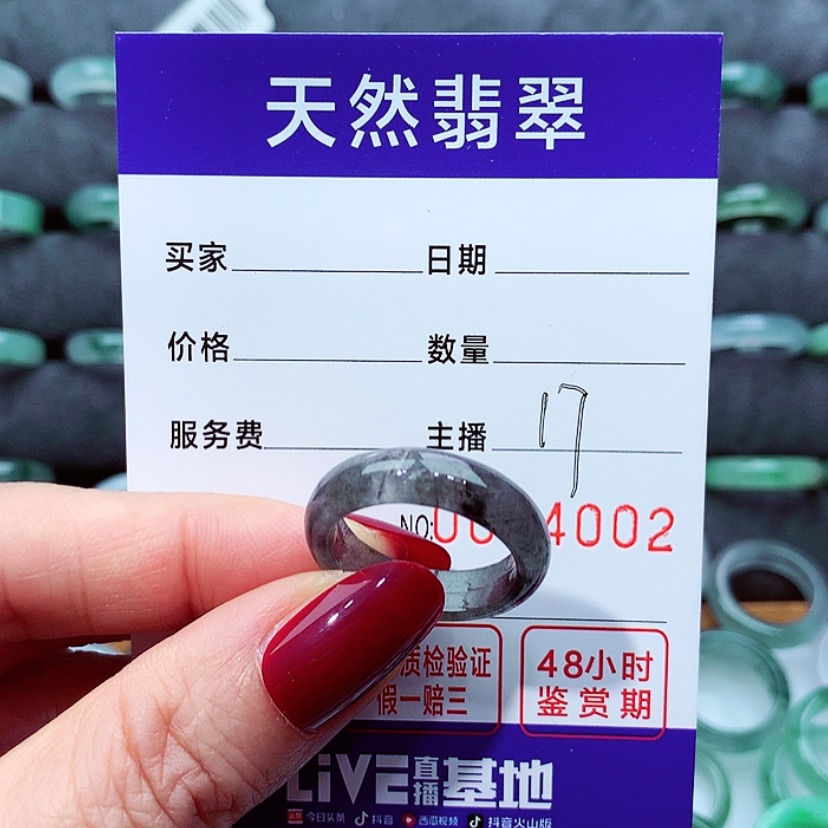 天然翡翠
买家 日期
价格 数量
服务费 主播 17
NO:00 4002
质检验证 48小时
假一赔三 鉴赏期
LiVE直播基地
今日头条 抖音 西瓜视频 抖音火山版